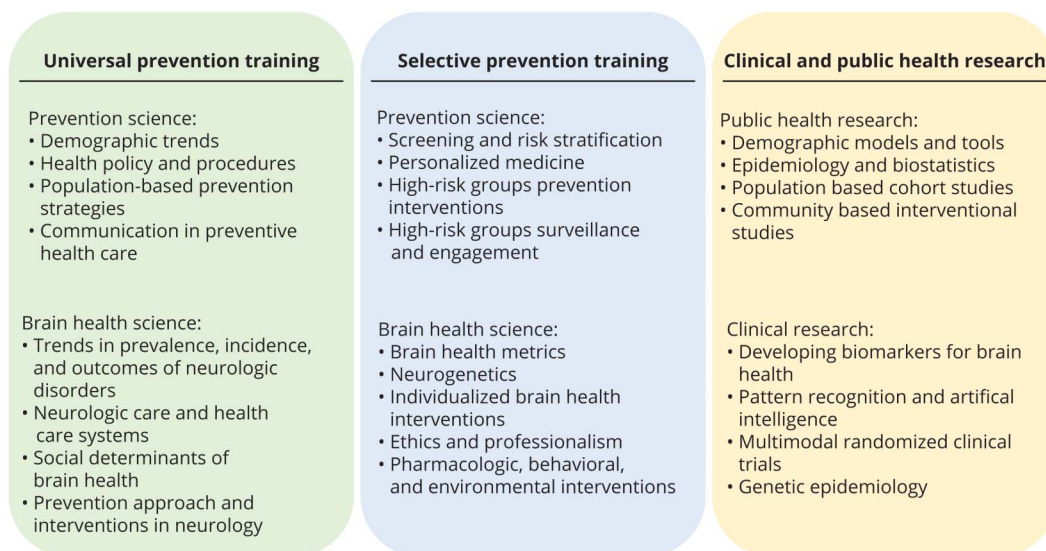 Universal prevention training
Prevention science:
• Demographic trends
• Health policy and procedures
• Population-based prevention
strategies
• Communication in preventive
health care
Brain health science:
• Trends in prevalence, incidence,
and outcomes of neurologic
disorders
• Neurologic care and health
care systems
• Social determinants of
brain health
• Prevention approach and
interventions in neurology
Selective prevention training
Prevention science:
• Screening and risk stratification
• Personalized medicine
• High-risk groups prevention
interventions
• High-risk groups surveillance
and engagement
Brain health science:
• Brain health metrics
• Neurogenetics
• Individualized brain health
interventions
• Ethics and professionalism
• Pharmacologic, behavioral,
and environmental interventions
Clinical and public health research
Public health research:
• Demographic models and tools
• Epidemiology and biostatistics
• Population based cohort studies
• Community based interventional
studies
Clinical research:
• Developing biomarkers for brain
health
• Pattern recognition and artifical
intelligence
• Multimodal randomized clinical
trials
• Genetic epidemiology